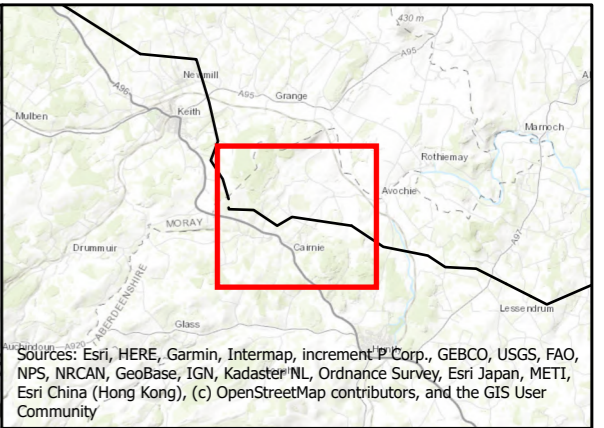 430 m
A95
Newmill
A96
A95
Grange
Keith
Mulben
Marnoch
Rothiemay
Avochie
MORAY
A97
Drummuir
Cairnie
ABERDEENSHIRE
Lessendrum
Glass
A920
Sources: Esri, HERE, Garmin, Intermap, increment P Corp., GEBCO, USGS, FAO,
NPS, NRCAN, GeoBase, IGN, Kadaster NL, Ordnance Survey, Esri Japan, METI,
Esri China (Hong Kong), (c) OpenStreetMap contributors, and the GIS User
Community